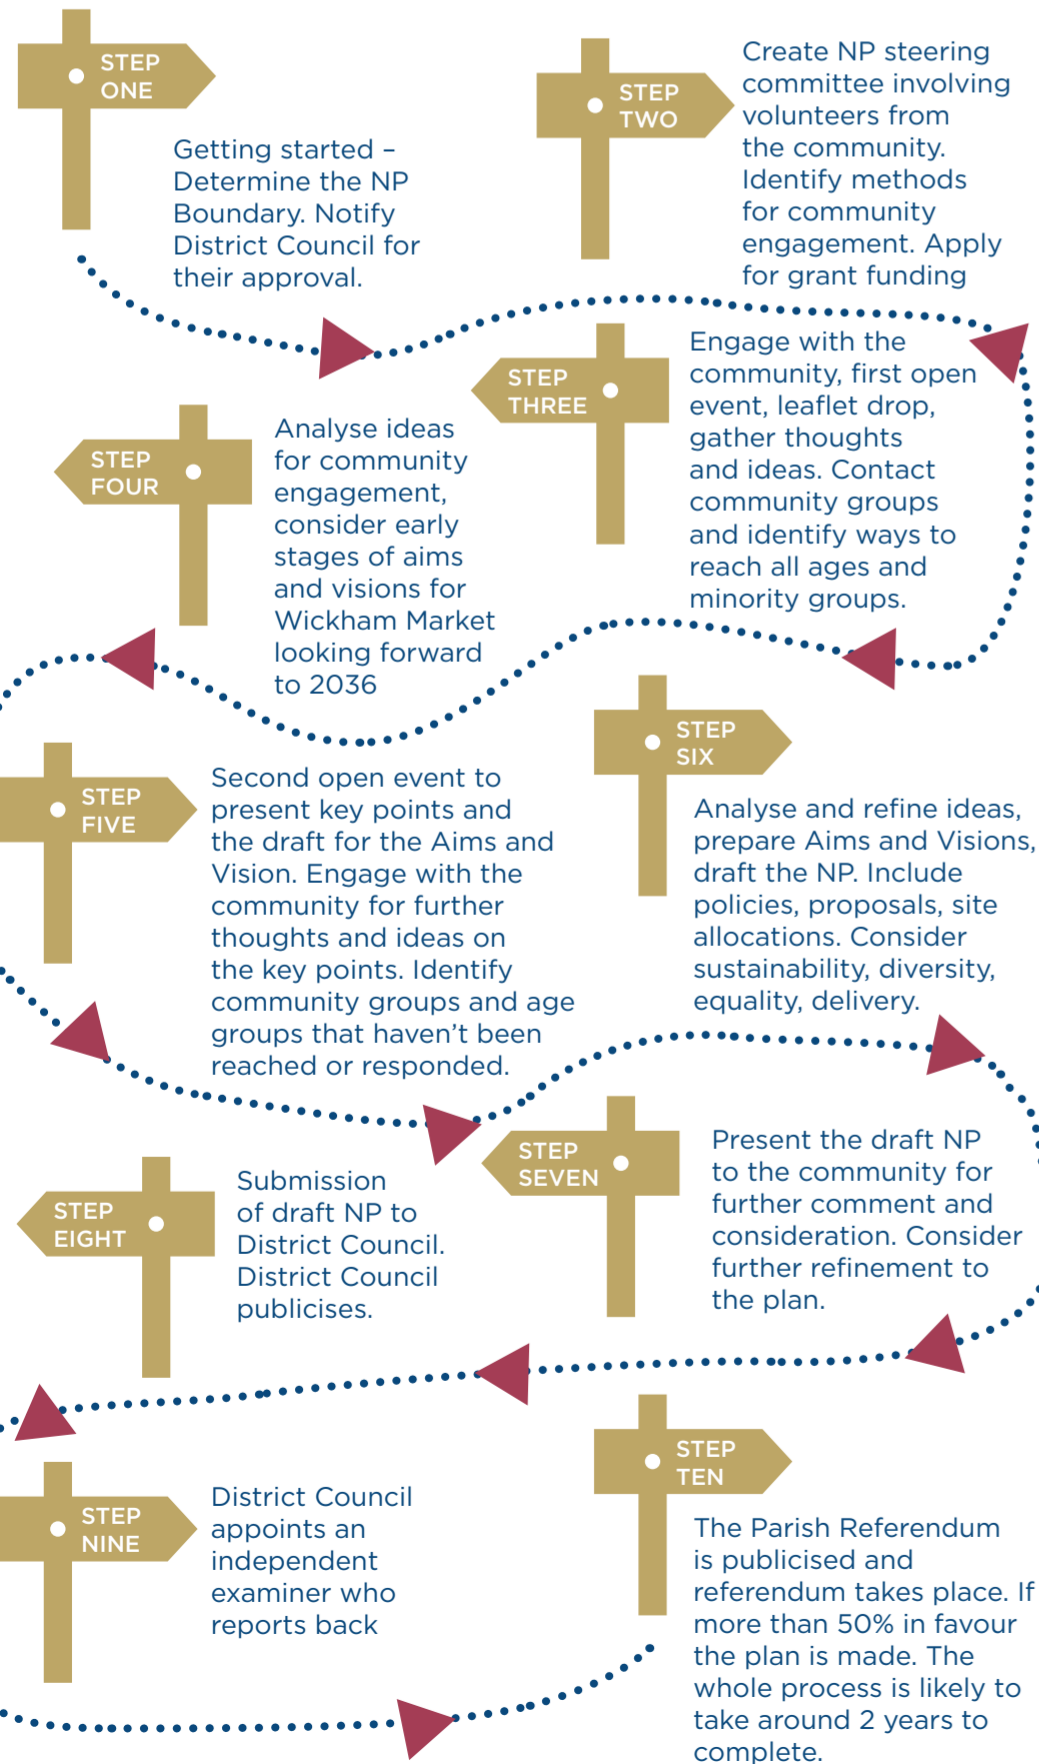 STEP
ONE
Getting started –
Determine the NP
Boundary. Notify
District Council for
their approval.
STEP
TWO
Create NP steering
committee involving
volunteers from
the community.
Identify methods
for community
engagement. Apply
for grant funding
STEP
THREE
Engage with the
community, first open
event, leaflet drop,
gather thoughts
and ideas. Contact
community groups
and identify ways to
reach all ages and
minority groups.
STEP
FOUR
Analyse ideas
for community
engagement,
consider early
stages of aims
and visions for
Wickham Market
looking forward
to 2036
STEP
FIVE
Second open event to
present key points and
the draft for the Aims and
Vision. Engage with the
community for further
thoughts and ideas on
the key points. Identify
community groups and age
groups that haven't been
reached or responded.
STEP
SIX
Analyse and refine ideas,
prepare Aims and Visions,
draft the NP. Include
policies, proposals, site
allocations. Consider
sustainability, diversity,
equality, delivery.
STEP
SEVEN
Present the draft NP
to the community for
further comment and
consideration. Consider
further refinement to
the plan.
STEP
EIGHT
Submission
of draft NP to
District Council.
District Council
publicises.
STEP
NINE
District Council
appoints an
independent
examiner who
reports back
STEP
TEN
The Parish Referendum
is publicised and
referendum takes place. If
more than 50% in favour
the plan is made. The
whole process is likely to
take around 2 years to
complete.